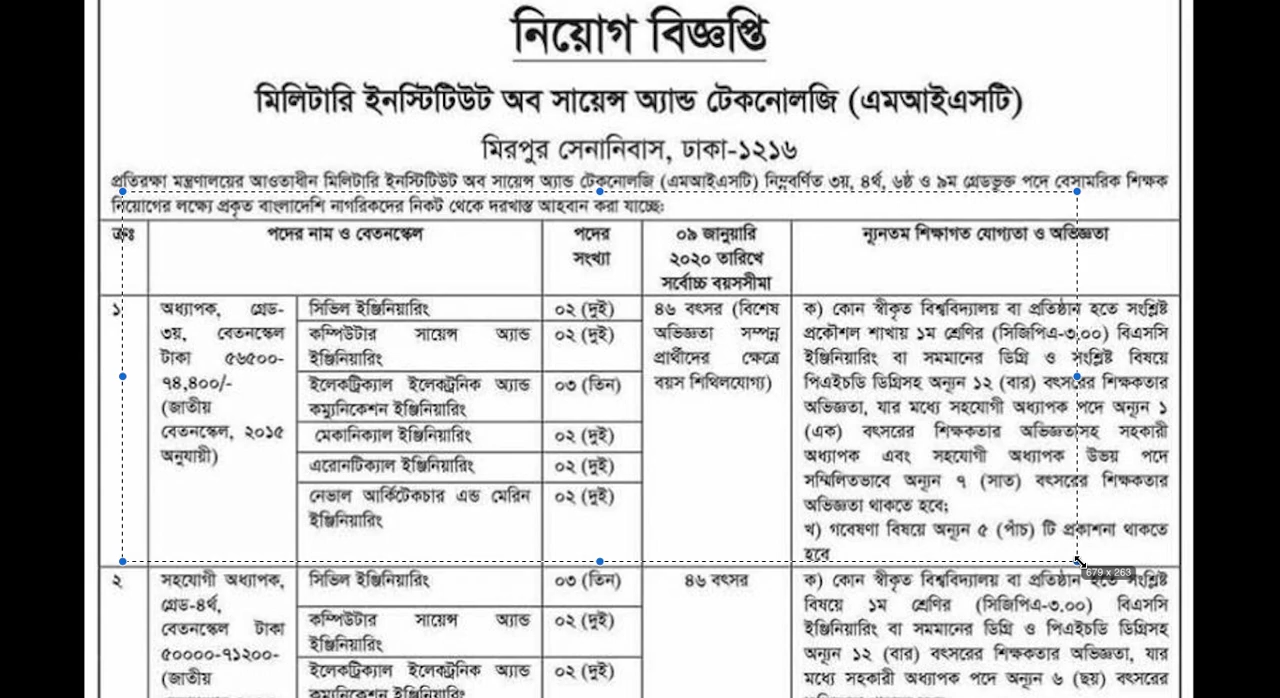 নিয়োগ বিজ্ঞপ্তি
মিলিটারি ইনস্টিটিউট অব সায়েন্স অ্যান্ড টেকনোলজি (এমআইএসটি)
মিরপুর সেনানিবাস, ঢাকা-১২১৬
প্রতিরক্ষা মন্ত্রণালয়ের আওতাধীন মিলিটারি ইনস্টিটিউট অব সায়েন্স অ্যান্ড টেকনোলজি (এমআইএসটি) নিম্নবর্ণিত ৩য়, ৪র্থ, ৬ষ্ঠ ও ৯ম গ্রেডভুক্ত পদে বেসামরিক শিক্ষক
নিয়োগের লক্ষ্যে প্রকৃত বাংলাদেশি নাগরিকদের নিকট থেকে দরখাস্ত আহবান করা যাচ্ছেঃ
ক্রঃ
পদের নাম ও বেতনস্কেল
পদের
সংখ্যা
০৯ জানুয়ারি
২০২০ তারিখে
সর্বোচ্চ বয়সসীমা
ন্যূনতম শিক্ষাগত যোগ্যতা ও অভিজ্ঞতা
১
অধ্যাপক, গ্রেড-
৩য়, বেতনস্কেল
টাকা ৫৬৫০০-
৭৪,৪০০/-
(জাতীয়
বেতনস্কেল, ২০১৫
অনুযায়ী)
সিভিল ইঞ্জিনিয়ারিং
০২ (দুই)
কম্পিউটার সায়েন্স অ্যান্ড
ইঞ্জিনিয়ারিং
০২ (দুই)
ইলেকট্রিক্যাল ইলেকট্রনিক অ্যান্ড
কম্যুনিকেশন ইঞ্জিনিয়ারিং
০৩ (তিন)
মেকানিক্যাল ইঞ্জিনিয়ারিং
০২ (দুই)
এরোনটিক্যাল ইঞ্জিনিয়ারিং
০২ (দুই)
নেভাল আর্কিটেকচার এন্ড মেরিন
ইঞ্জিনিয়ারিং
০২ (দুই)
৪৬ বৎসর (বিশেষ
অভিজ্ঞতা সম্পন্ন
প্রার্থীদের ক্ষেত্রে
বয়স শিথিলযোগ্য)
ক) কোন স্বীকৃত বিশ্ববিদ্যালয় বা প্রতিষ্ঠান হতে সংশ্লিষ্ট
প্রকৌশল শাখায় ১ম শ্রেণির (সিজিপিএ-৩.০০) বিএসসি
ইঞ্জিনিয়ারিং বা সমমানের ডিগ্রি ও সংশ্লিষ্ট বিষয়ে
পিএইচডি ডিগ্রিসহ অন্যূন ১২ (বার) বৎসরের শিক্ষকতার
অভিজ্ঞতা, যার মধ্যে সহযোগী অধ্যাপক পদে অন্যূন ১
(এক) বৎসরের শিক্ষকতার অভিজ্ঞতাসহ সহকারী
অধ্যাপক এবং সহযোগী অধ্যাপক উভয় পদে
সম্মিলিতভাবে অন্যূন ৭ (সাত) বৎসরের শিক্ষকতার
অভিজ্ঞতা থাকতে হবে;
খ) গবেষণা বিষয়ে অন্যূন ৫ (পাঁচ) টি প্রকাশনা থাকতে
হবে
679 x 263
২
সহযোগী অধ্যাপক,
গ্রেড-৪র্থ,
বেতনস্কেল টাকা
৫০০০০-৭১২০০-
(জাতীয়
সিভিল ইঞ্জিনিয়ারিং
০৩ (তিন)
কম্পিউটার সায়েন্স অ্যান্ড
ইঞ্জিনিয়ারিং
০২ (দুই)
ইলেকট্রিক্যাল ইলেকট্রনিক অ্যান্ড
কম্যুনিকেশন ইঞ্জিনিয়ারিং
০২ (দুই)
৪৬ বৎসর
ক) কোন স্বীকৃত বিশ্ববিদ্যালয় বা প্রতিষ্ঠান হতে সংশ্লিষ্ট
বিষয়ে ১ম শ্রেণির (সিজিপিএ-৩.০০) বিএসসি
ইঞ্জিনিয়ারিং বা সমমানের ডিগ্রি ও পিএইচডি ডিগ্রিসহ
অন্যূন ১২ (বার) বৎসরের শিক্ষকতার অভিজ্ঞতা, যার
মধ্যে সহকারী অধ্যাপক পদে অন্যূন ৬ (ছয়) বৎসরের